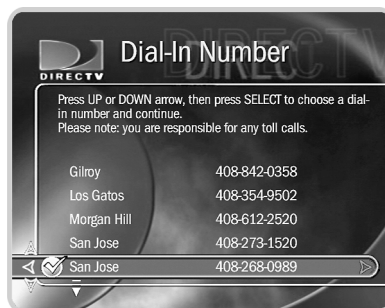 DIRECTV
Dial-In Number
Press UP or DOWN arrow, then press SELECT to choose a dial-
in number and continue.
Please note: you are responsible for any toll calls.
Gilroy 408-842-0358
Los Gatos 408-354-9502
Morgan Hill 408-612-2520
San Jose 408-273-1520
San Jose 408-268-0989